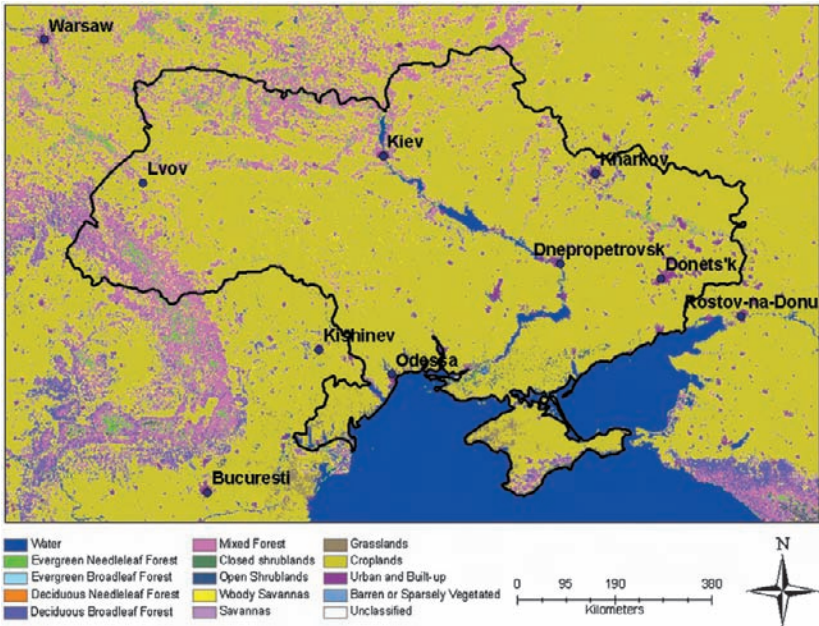 Warsaw
Kiev
Lvov
Kharkov
Dnepropetrovsk
Donets'k
Rostov-na-Donu
Kishinev
Odessa
Bucuresti
Water
Evergreen Needleleaf Forest
Evergreen Broadleaf Forest
Deciduous Needleleaf Forest
Deciduous Broadleaf Forest
Mixed Forest
Closed shrublands
Open Shrublands
Woody Savannas
Savannas
Grasslands
Croplands
Urban and Built-up
Barren or Sparsely Vegetated
Unclassified
0 95 190 380
Kilometers
N